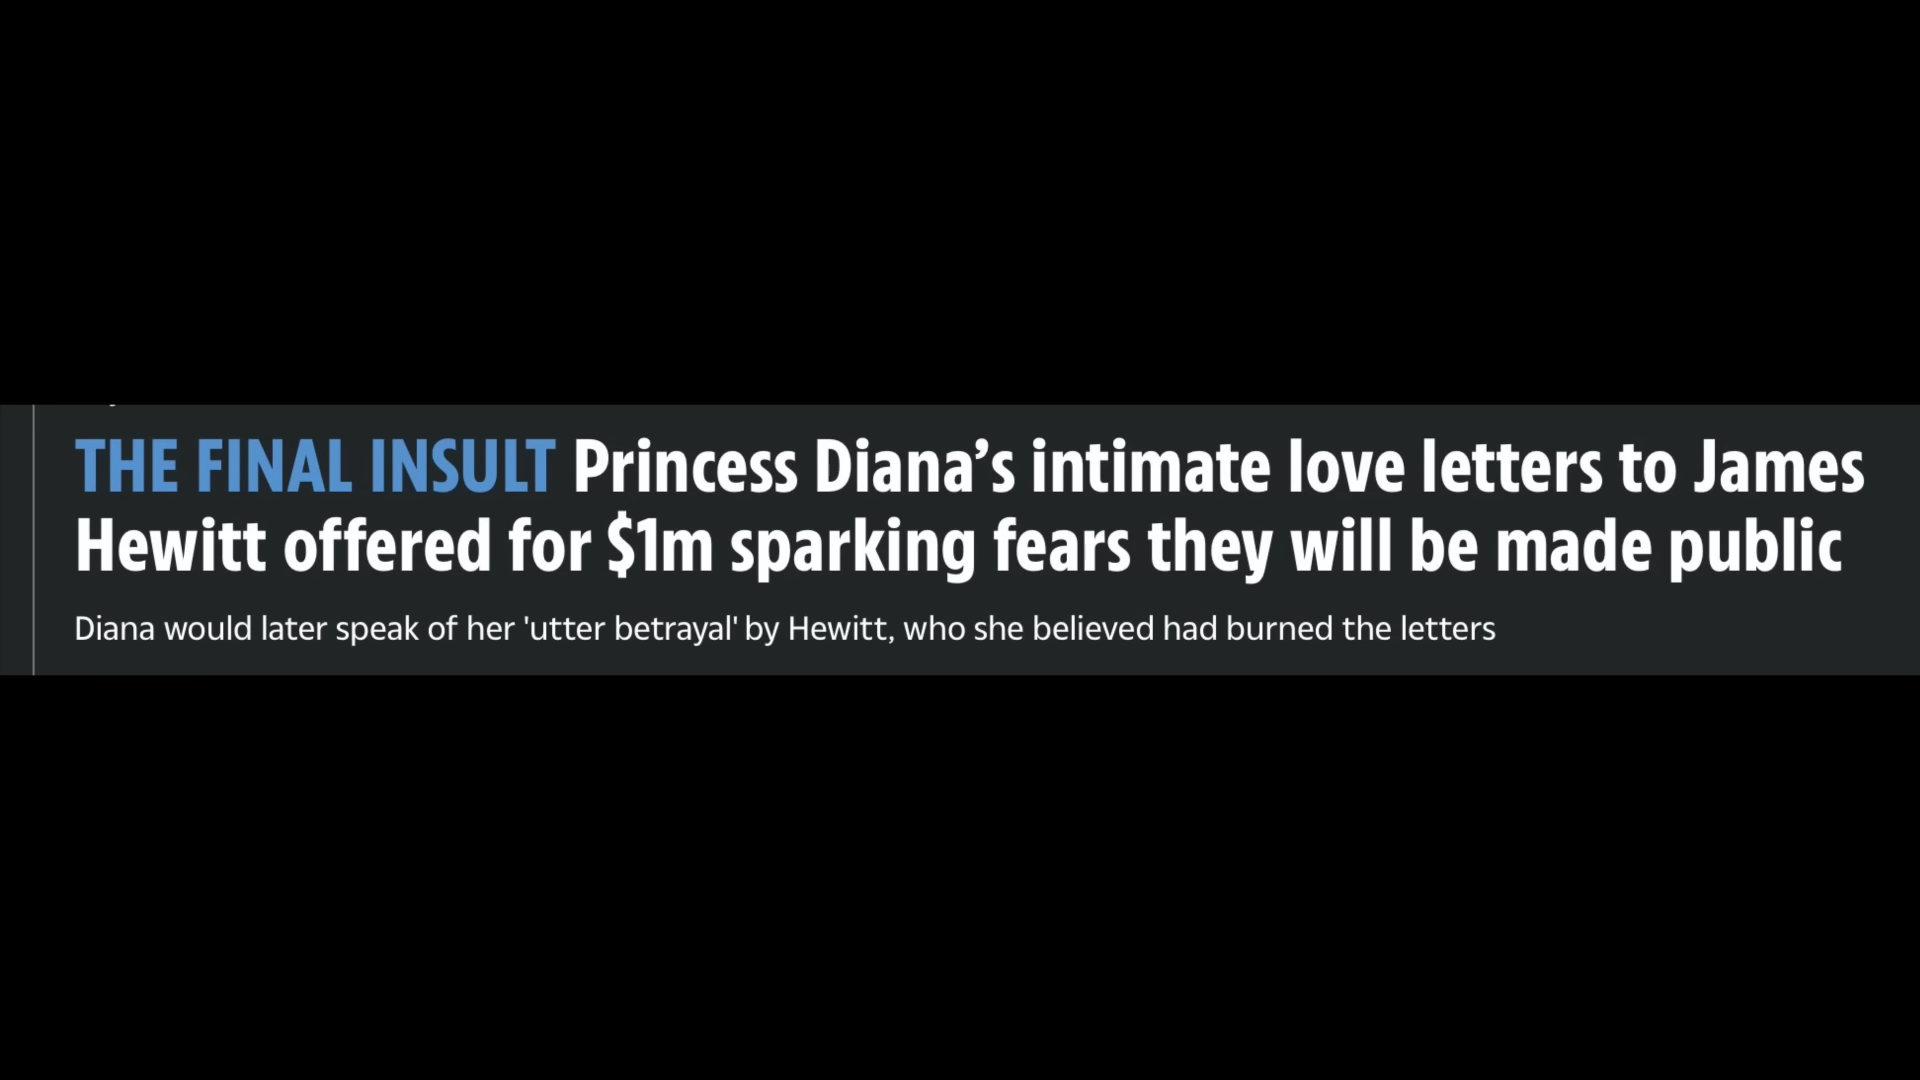 THE FINAL INSULT Princess Diana’s intimate love letters to James
Hewitt offered for $1m sparking fears they will be made public
Diana would later speak of her 'utter betrayal' by Hewitt, who she believed had burned the letters